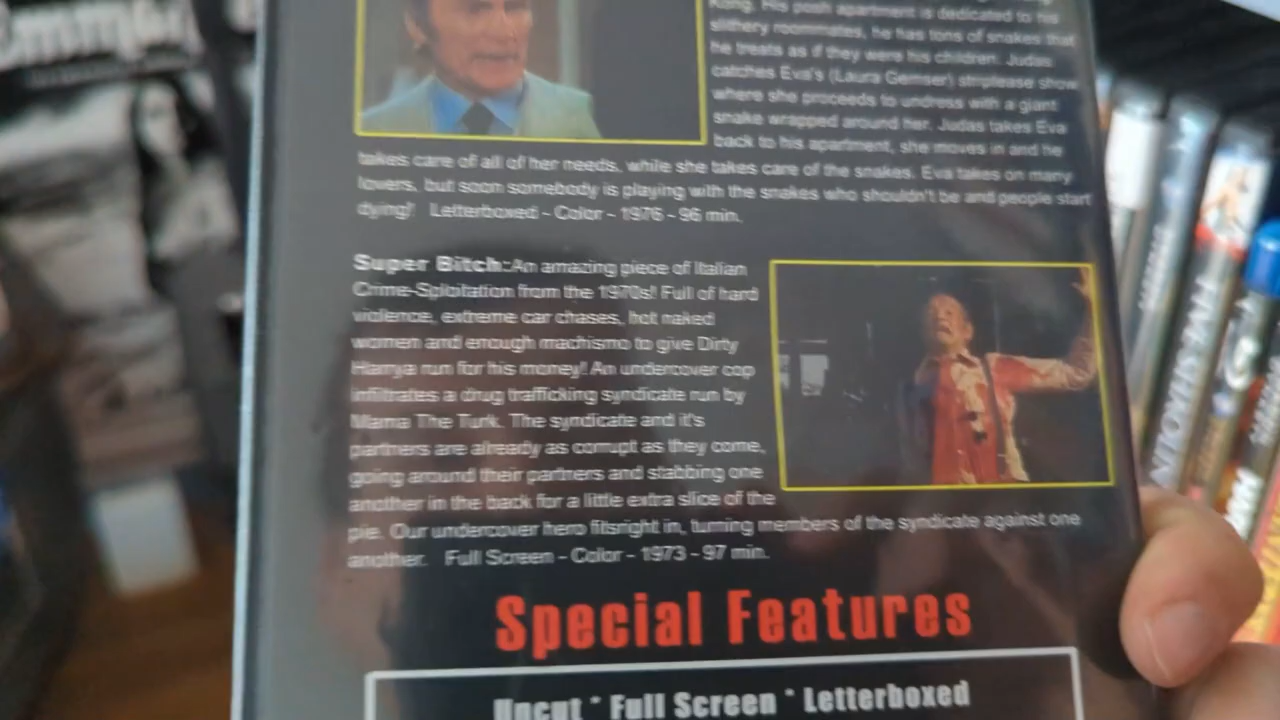 Kong. His posh apartment is dedicated to his
slithery roommates, he has tons of snakes that
he treats as if they were his children. Judas
catches Eva's (Laura Gemser) striptease show
where she proceeds to undress with a giant
snake wrapped around her. Judas takes Eva
back to his apartment, she moves in and he
takes care of all of her needs, while she takes care of the snakes. Eva takes on many
lovers, but soon somebody is playing with the snakes who shouldn't be and people start
dying! Letterboxed - Color - 1976 - 96 min.
Super Bitch: An amazing piece of Italian
Crime-Sploitation from the 1970s! Full of hard
violence, extreme car chases, hot naked
women and enough machismo to give Dirty
Harrya run for his money! An undercover cop
infiltrates a drug trafficking syndicate run by
Mama The Turk. The syndicate and it's
partners are already as corrupt as they come,
going around their partners and stabbing one
another in the back for a little extra slice of the
pie. Our undercover hero fitsright in, turning members of the syndicate against one
another. Full Screen - Color - 1973 - 97 min.
Special Features
Uncut * Full Screen * Letterboxed